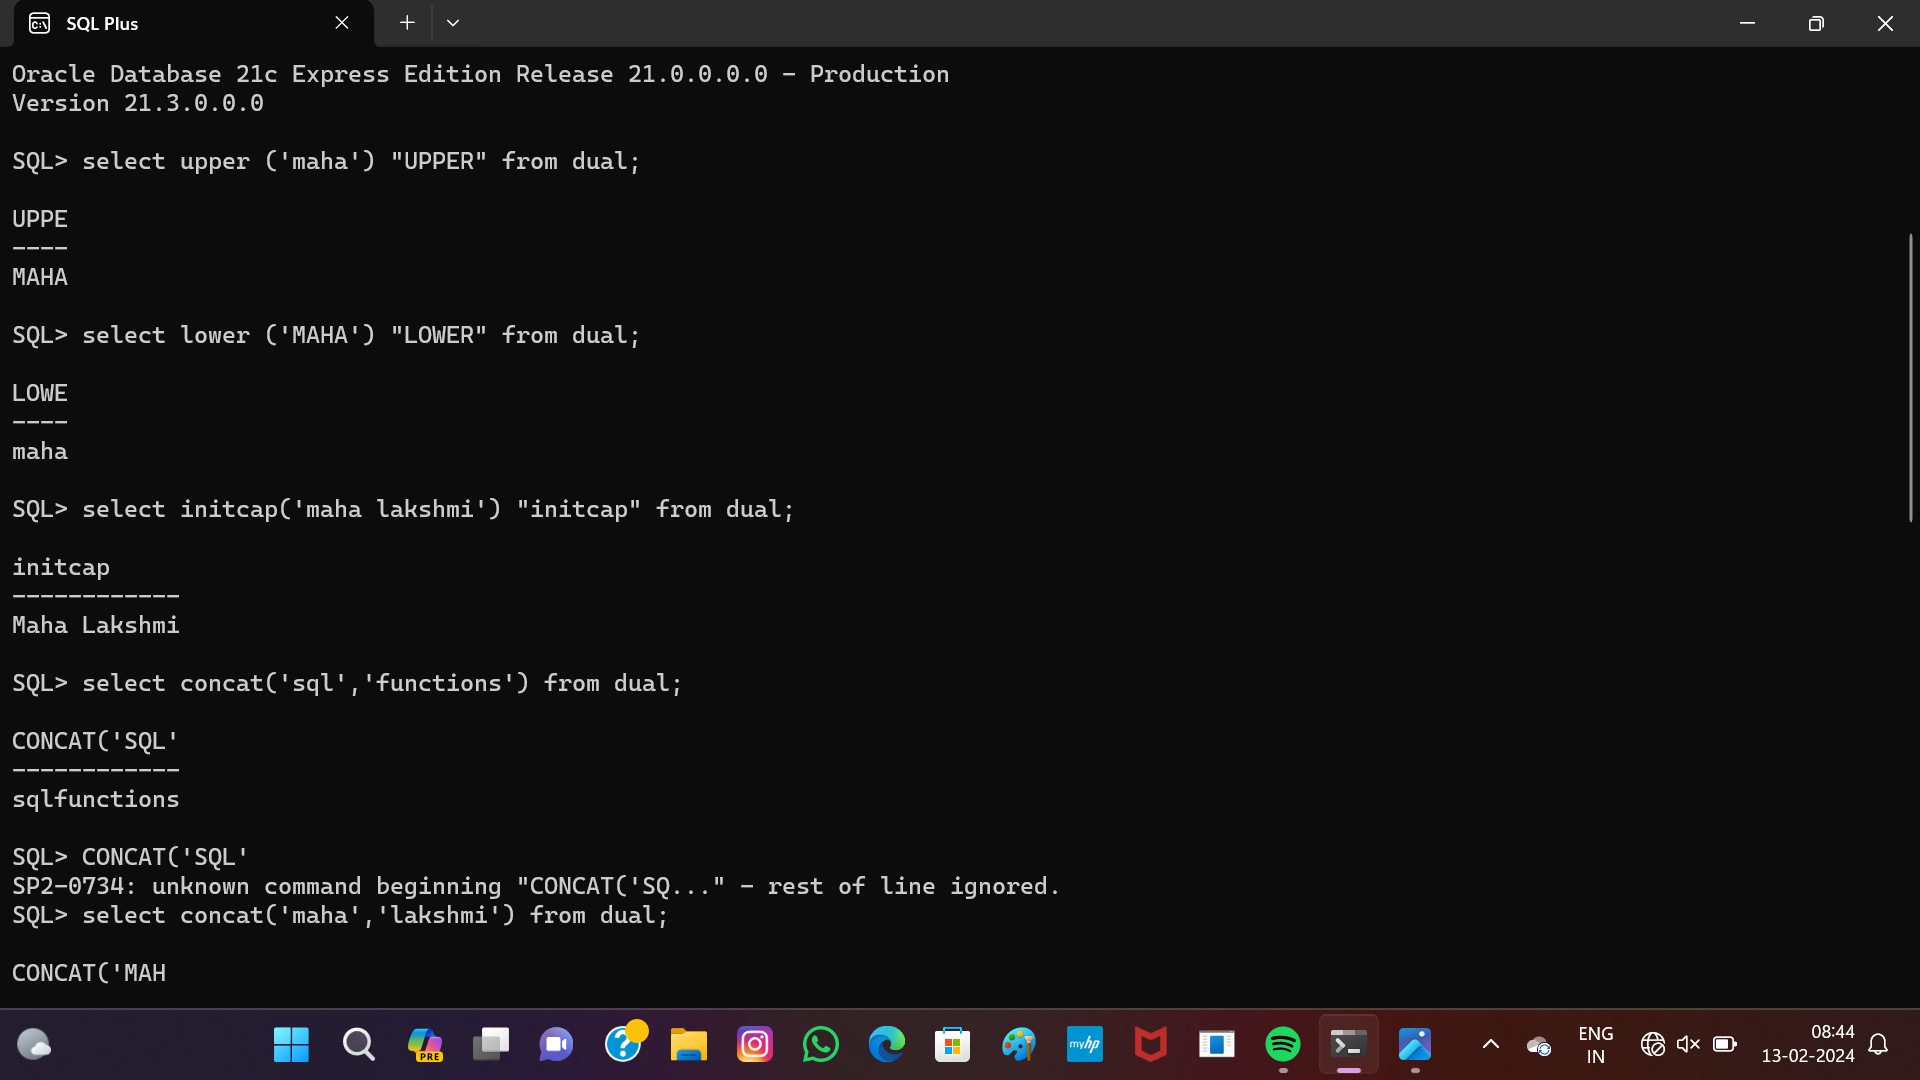 SQL Plus
Oracle Database 21c Express Edition Release 21.0.0.0.0 - Production
Version 21.3.0.0.0
SQL> select upper ('maha') "UPPER" from dual;
UPPE
----
MAHA
SQL> select lower ('MAHA') "LOWER" from dual;
LOWE
----
maha
SQL> select initcap('maha lakshmi') "initcap" from dual;
initcap
------------
Maha Lakshmi
SQL> select concat('sql','functions') from dual;
CONCAT('SQL'
------------
sqlfunctions
SQL> CONCAT('SQL'
SP2-0734: unknown command beginning "CONCAT('SQ..." - rest of line ignored.
SQL> select concat('maha','lakshmi') from dual;
CONCAT('MAH
PRE
myhp
ENG
IN
08:44
13-02-2024